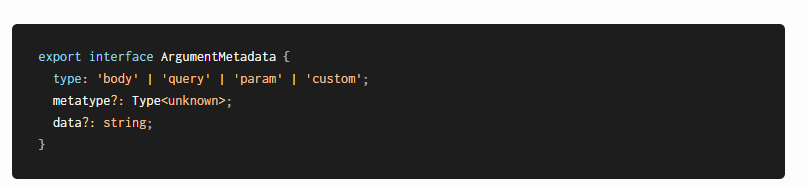 export interface ArgumentMetadata {
  type: 'body' | 'query' | 'param' | 'custom';
  metatype?: Type<unknown>;
  data?: string;
}